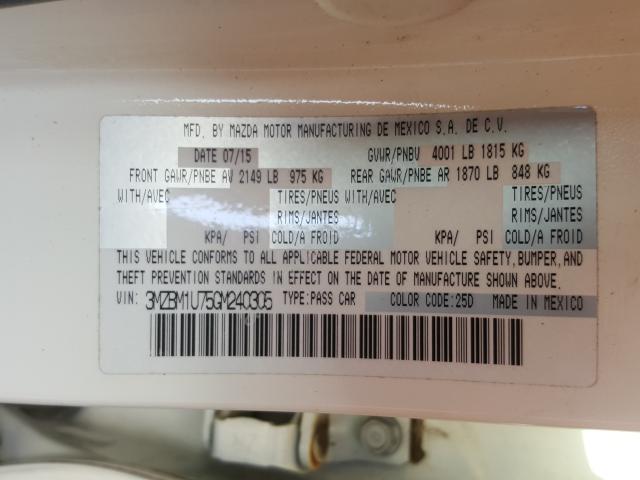 MFD. BY MAZDA MOTOR MANUFACTURING DE MEXICO S.A. DE C.V.
DATE 07/15 GVWR/PNBV 4001 LB 1815 KG
FRONT GAWR/PNBE AV 2149 LB 975 KG REAR GAWR/PNBE AR 1870 LB 848 KG
WITH/AVEC TIRES/PNEUS WITH/AVEC TIRES/PNEUS
RIMS/JANTES RIMS/JANTES
KPA/ PSI COLD/A FROID KPA/ PSI COLD/A FROID
THIS VEHICLE CONFORMS TO ALL APPLICABLE FEDERAL MOTOR VEHICLE SAFETY, BUMPER, AND
THEFT PREVENTION STANDARDS IN EFFECT ON THE DATE OF MANUFACTURE SHOWN ABOVE.
VIN: 3MZBM1U75GM240305 TYPE:PASS CAR COLOR CODE:25D MADE IN MEXICO